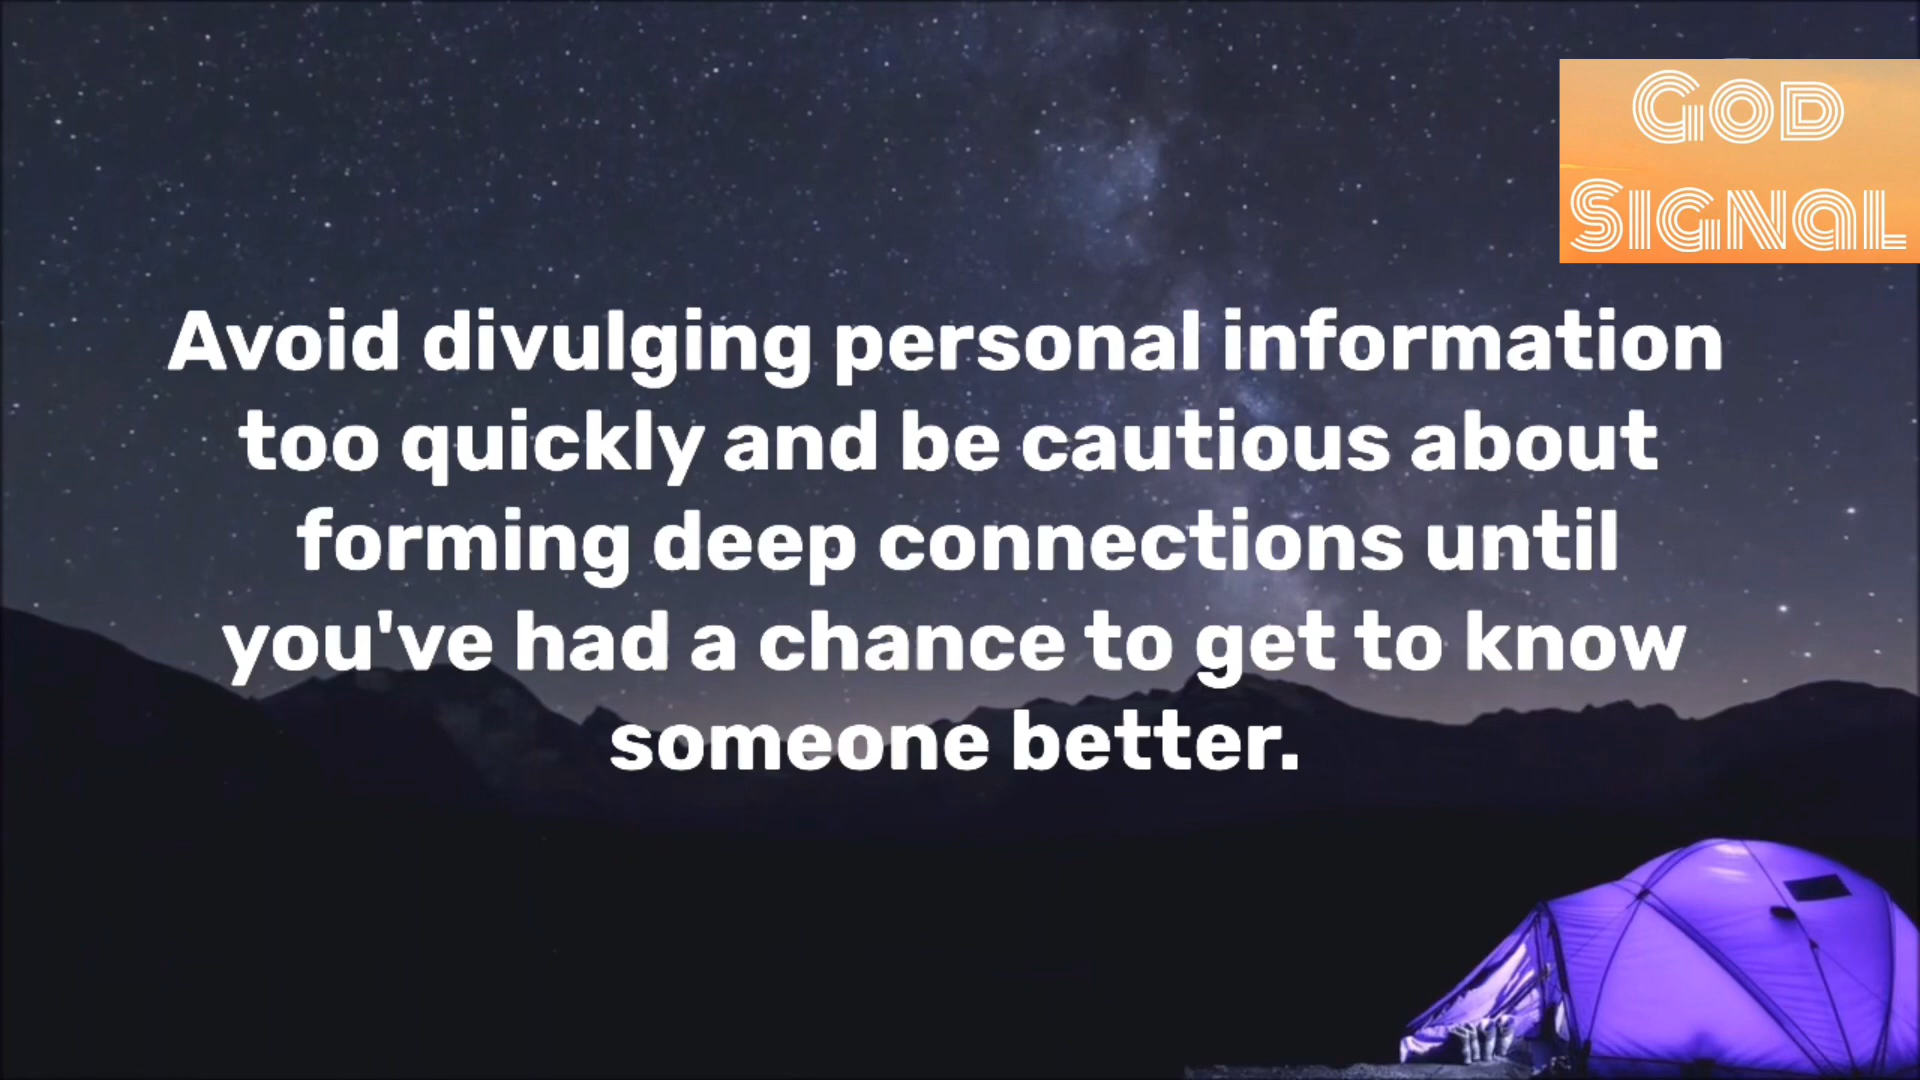 GOD
SIGNAL
Avoid divulging personal information
too quickly and be cautious about
forming deep connections until
you've had a chance to get to know
someone better.